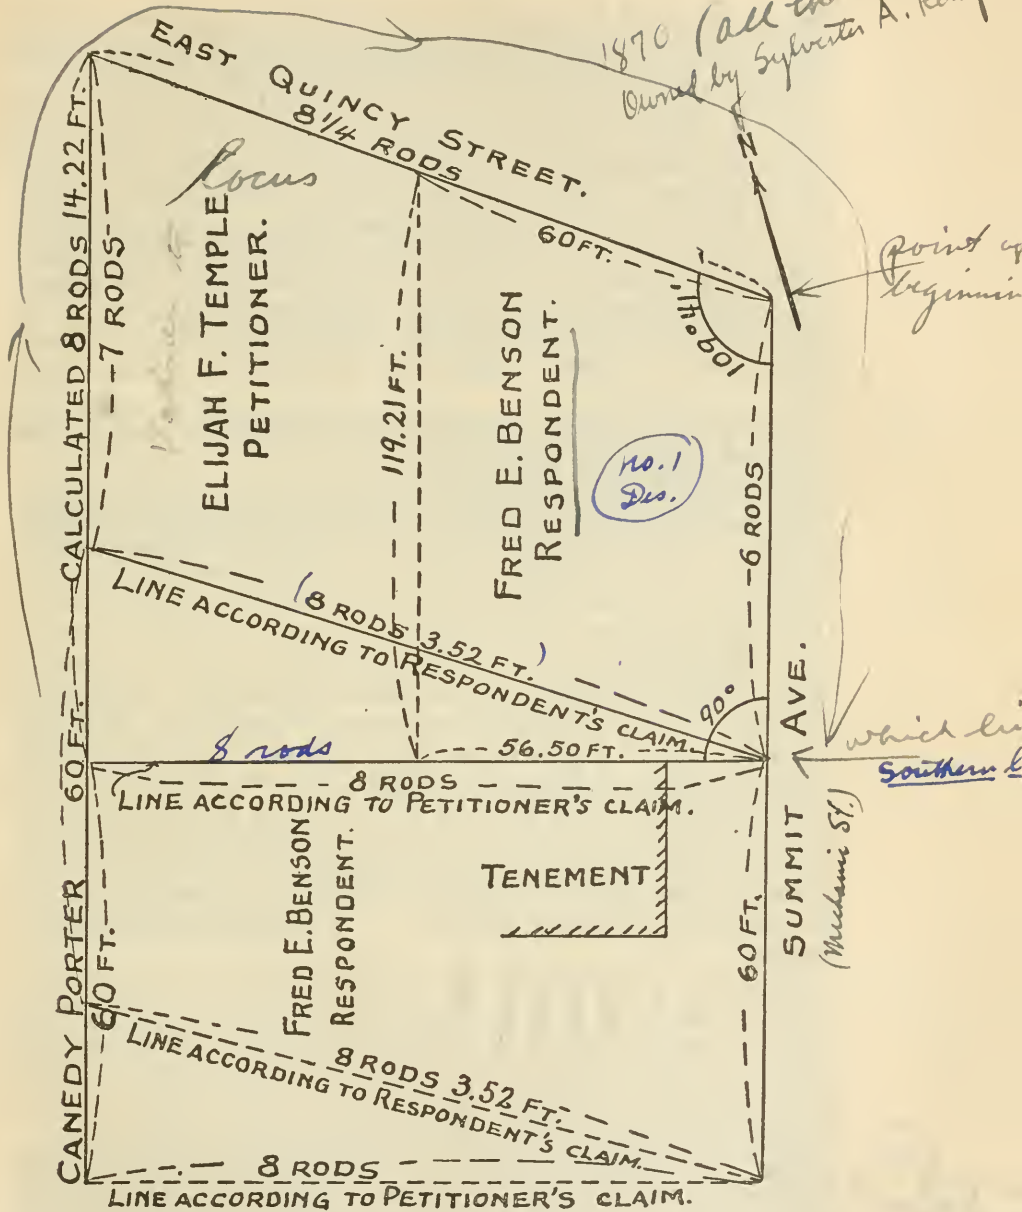 1870 (all the
Owned by Sylvester A.
EAST QUINCY STREET.
8 1/4 RODS
60 FT.
N
point of
beginnin
locus
CALCULATED 8 RODS 14.22 FT.
7 RODS
ELIJAH F. TEMPLE
PETITIONER.
119.21 FT.
FRED E. BENSON
RESPONDENT.
109° 41'
No. 1
Des.
6 RODS
(8 RODS 3.52 FT.)
LINE ACCORDING TO RESPONDENT'S CLAIM.
90°
8 rods
56.50 FT.
8 RODS
LINE ACCORDING TO PETITIONER'S CLAIM.
which li
Southern l
SUMMIT AVE.
(Mechanic St.)
60 FT.
CANEDY PORTER
60 FT.
FRED E. BENSON
RESPONDENT.
TENEMENT
60 FT.
8 RODS 3.52 FT.
LINE ACCORDING TO RESPONDENT'S CLAIM.
8 RODS
LINE ACCORDING TO PETITIONER'S CLAIM.